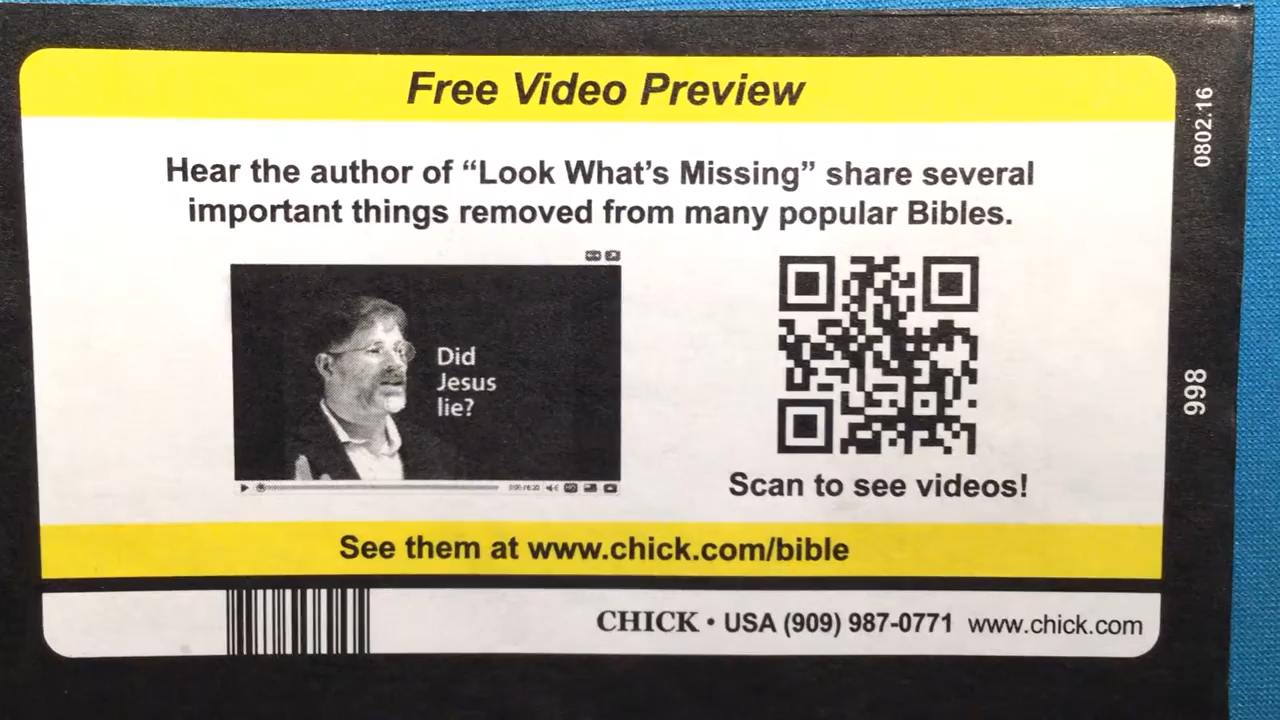 Free Video Preview
Hear the author of “Look What’s Missing” share several
important things removed from many popular Bibles.
Did
Jesus
lie?
Scan to see videos!
See them at www.chick.com/bible
CHICK • USA (909) 987-0771 www.chick.com
0802.16
998